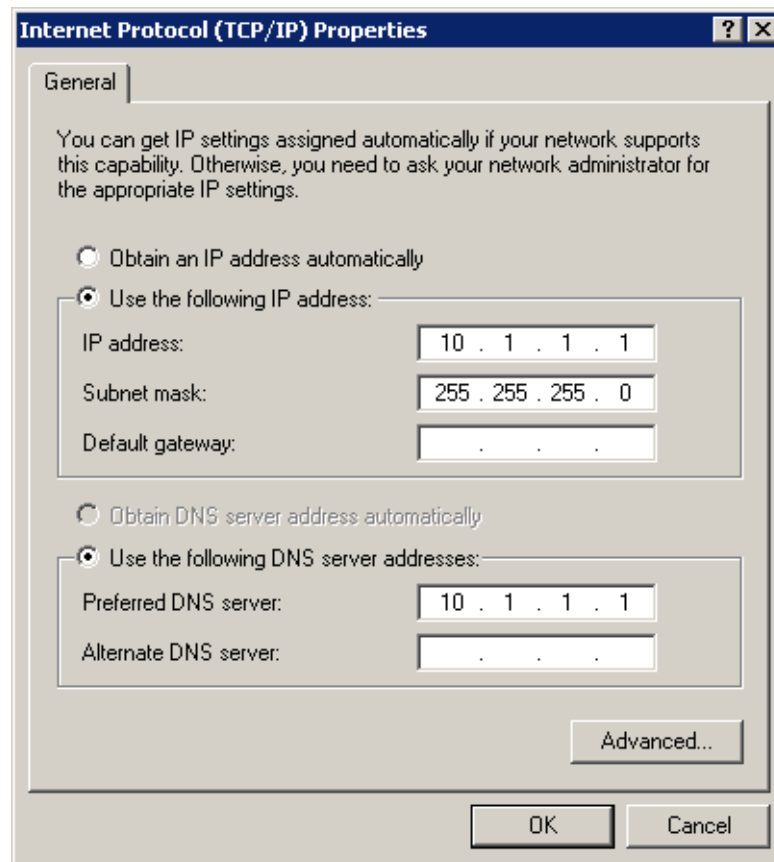 Internet Protocol (TCP/IP) Properties
General
You can get IP settings assigned automatically if your network supports
this capability. Otherwise, you need to ask your network administrator for
the appropriate IP settings.
Obtain an IP address automatically
Use the following IP address:
IP address: 10 . 1 . 1 . 1
Subnet mask: 255 . 255 . 255 . 0
Default gateway: . . .
Obtain DNS server address automatically
Use the following DNS server addresses:
Preferred DNS server: 10 . 1 . 1 . 1
Alternate DNS server: . . .
Advanced...
OK Cancel